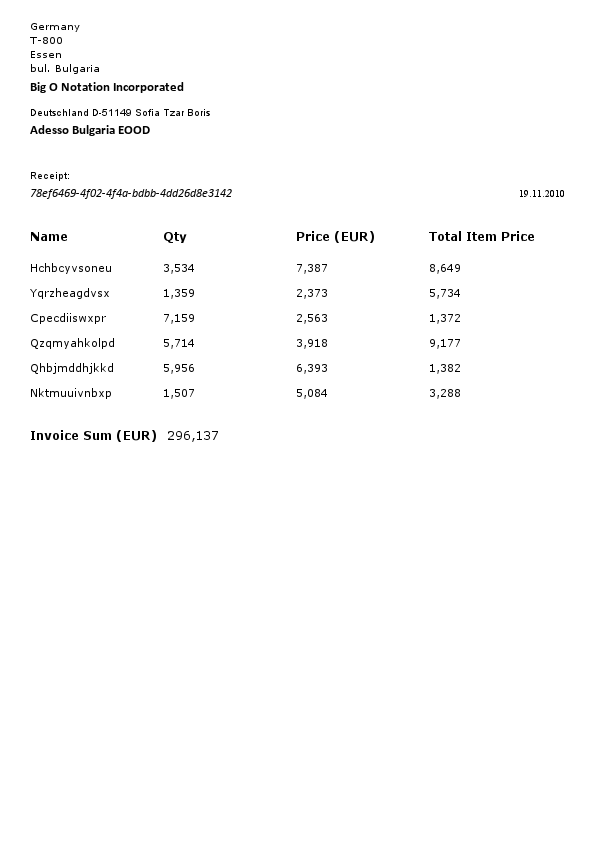 Germany
T-800
Essen
bul. Bulgaria
Big O Notation Incorporated
Deutschland D-51149 Sofia Tzar Boris
Adesso Bulgaria EOOD
Receipt:
78ef6469-4f02-4f4a-bdbb-4dd26d8e3142 19.11.2010
Name Qty Price (EUR) Total Item Price
Hchbcyvsoneu 3,534 7,387 8,649
Yqrzheagdvsx 1,359 2,373 5,734
Cpecdiiswxpr 7,159 2,563 1,372
Qzqmyahkolpd 5,714 3,918 9,177
Qhbjmddhjkkd 5,956 6,393 1,382
Nktmuuivnbxp 1,507 5,084 3,288
Invoice Sum (EUR) 296,137